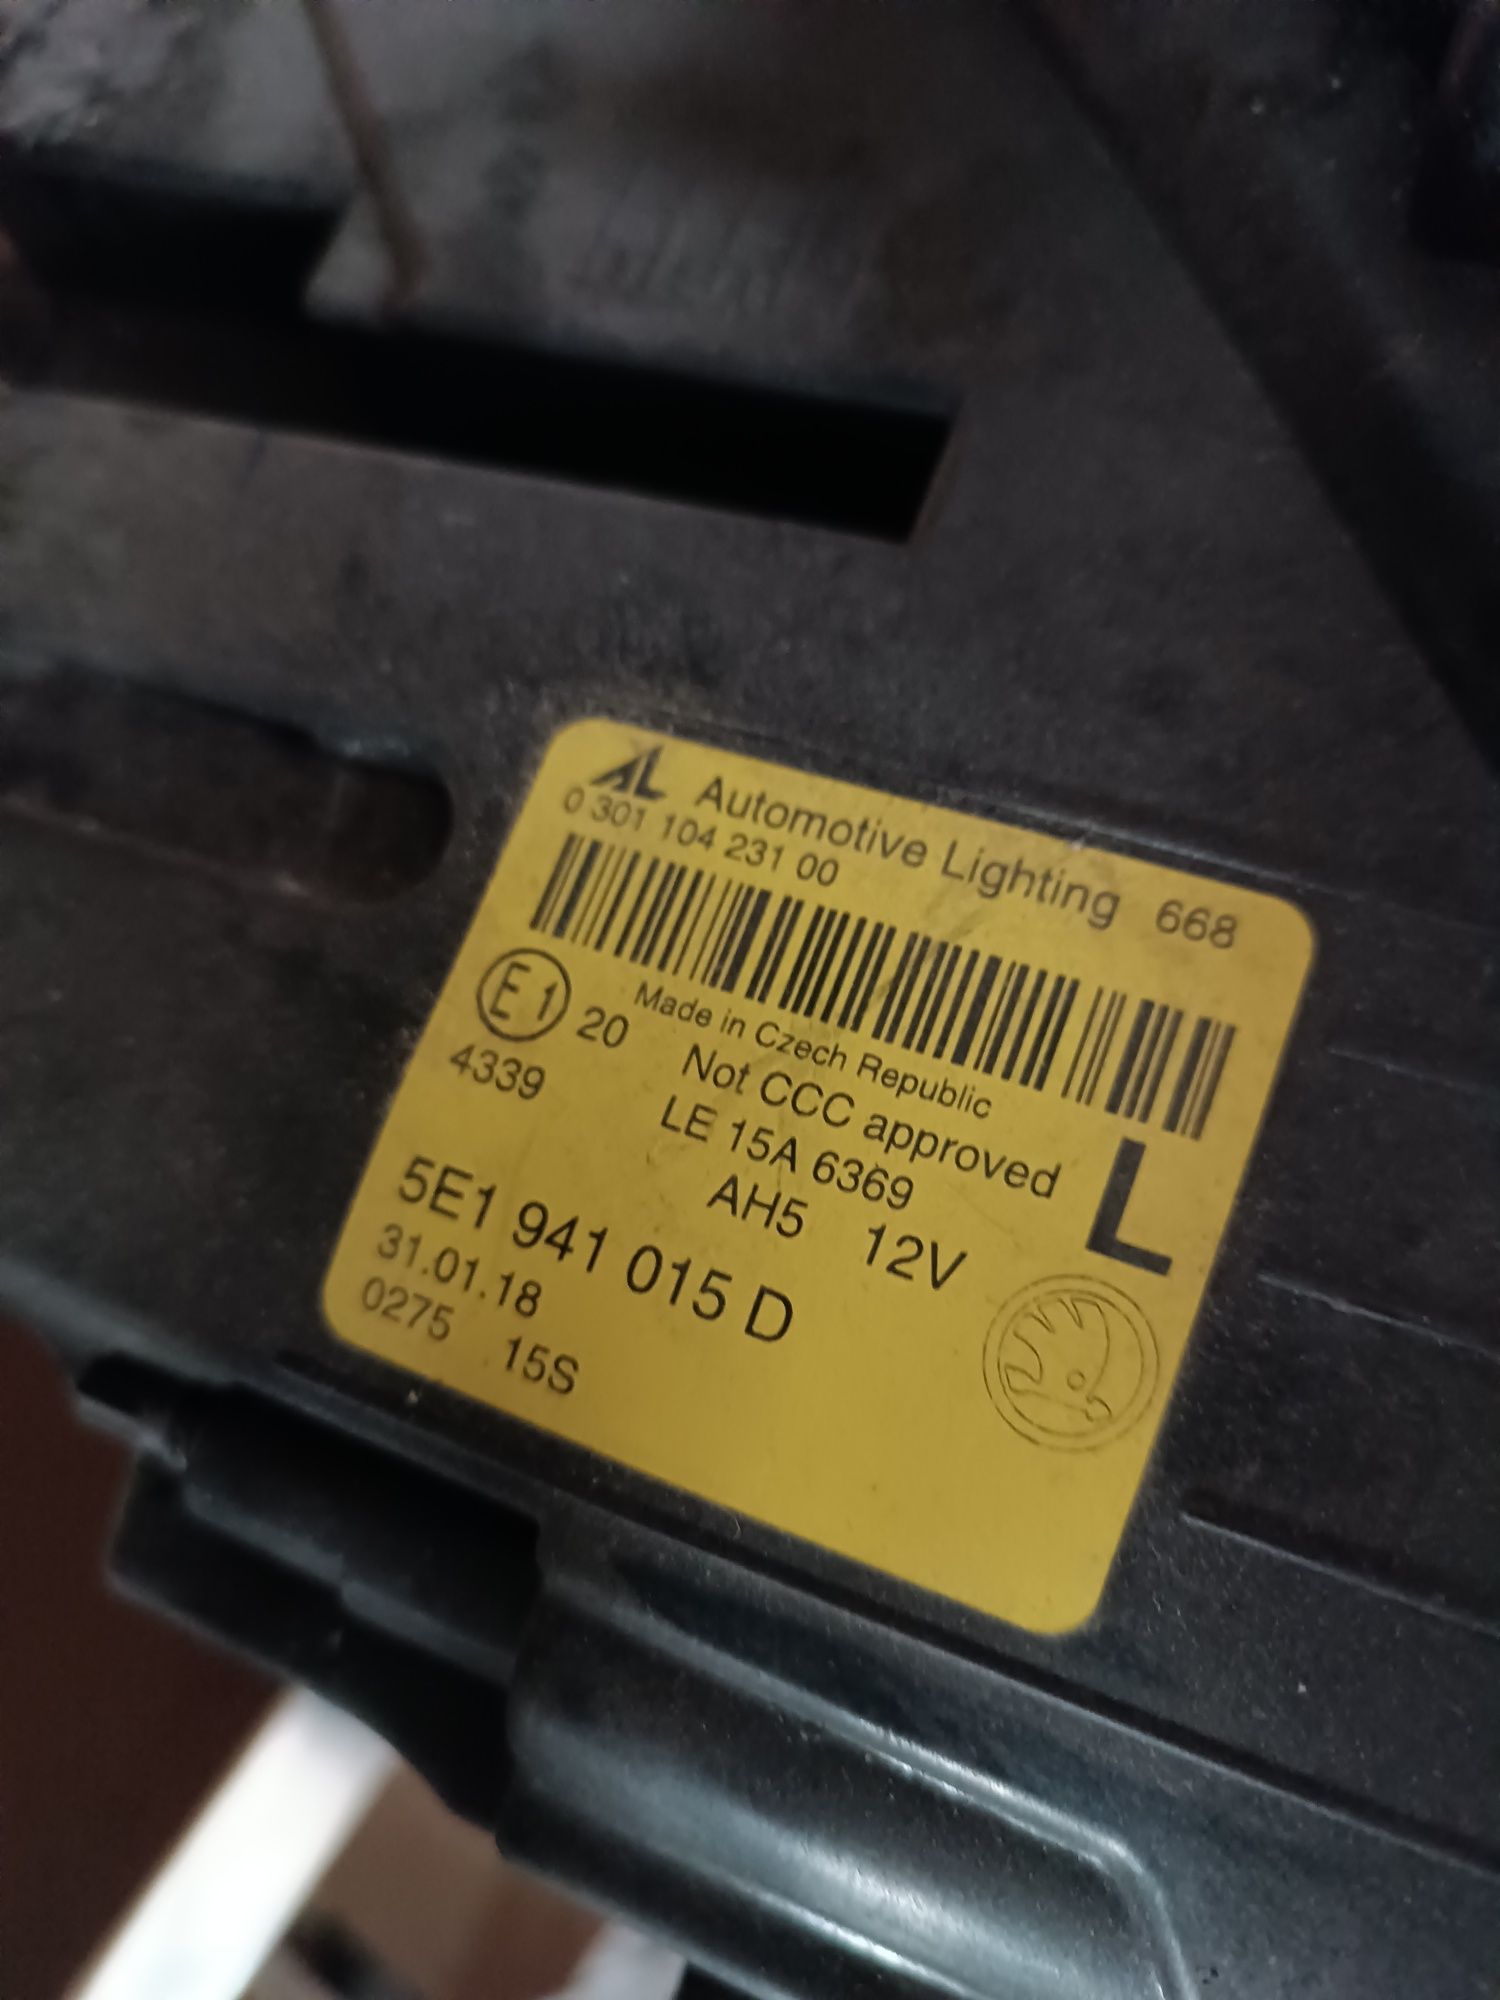 AL Automotive Lighting 668
0 301 104 231 00
Made in Czech Republic
E1 20 Not CCC approved
4339 LE 15A 6369
AH5 12V L
5E1 941 015 D
31.01.18
0275 15S